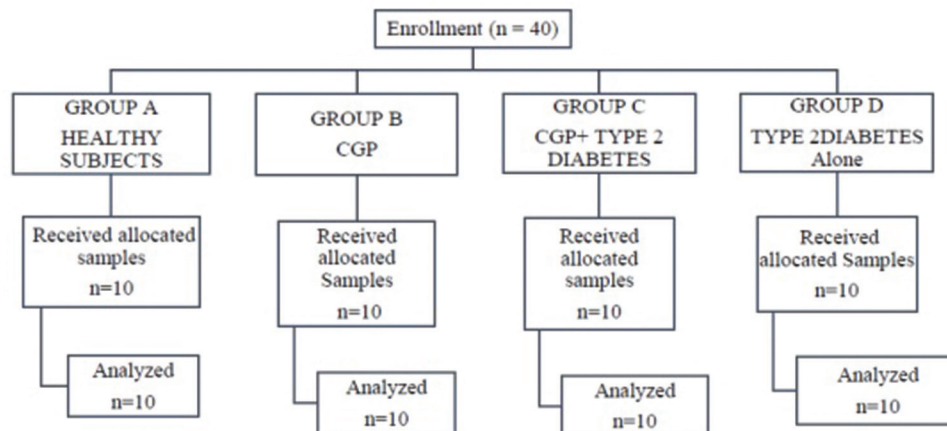 Enrollment (n = 40)
GROUP A
HEALTHY
SUBJECTS
GROUP B
CGP
GROUP C
CGP+ TYPE 2
DIABETES
GROUP D
TYPE 2DIABETES
Alone
Received allocated
samples
n=10
Received
allocated
Samples
n=10
Received
allocated
samples
n=10
Received
allocated Samples
n=10
Analyzed
n=10
Analyzed
n=10
Analyzed
n=10
Analyzed
n=10